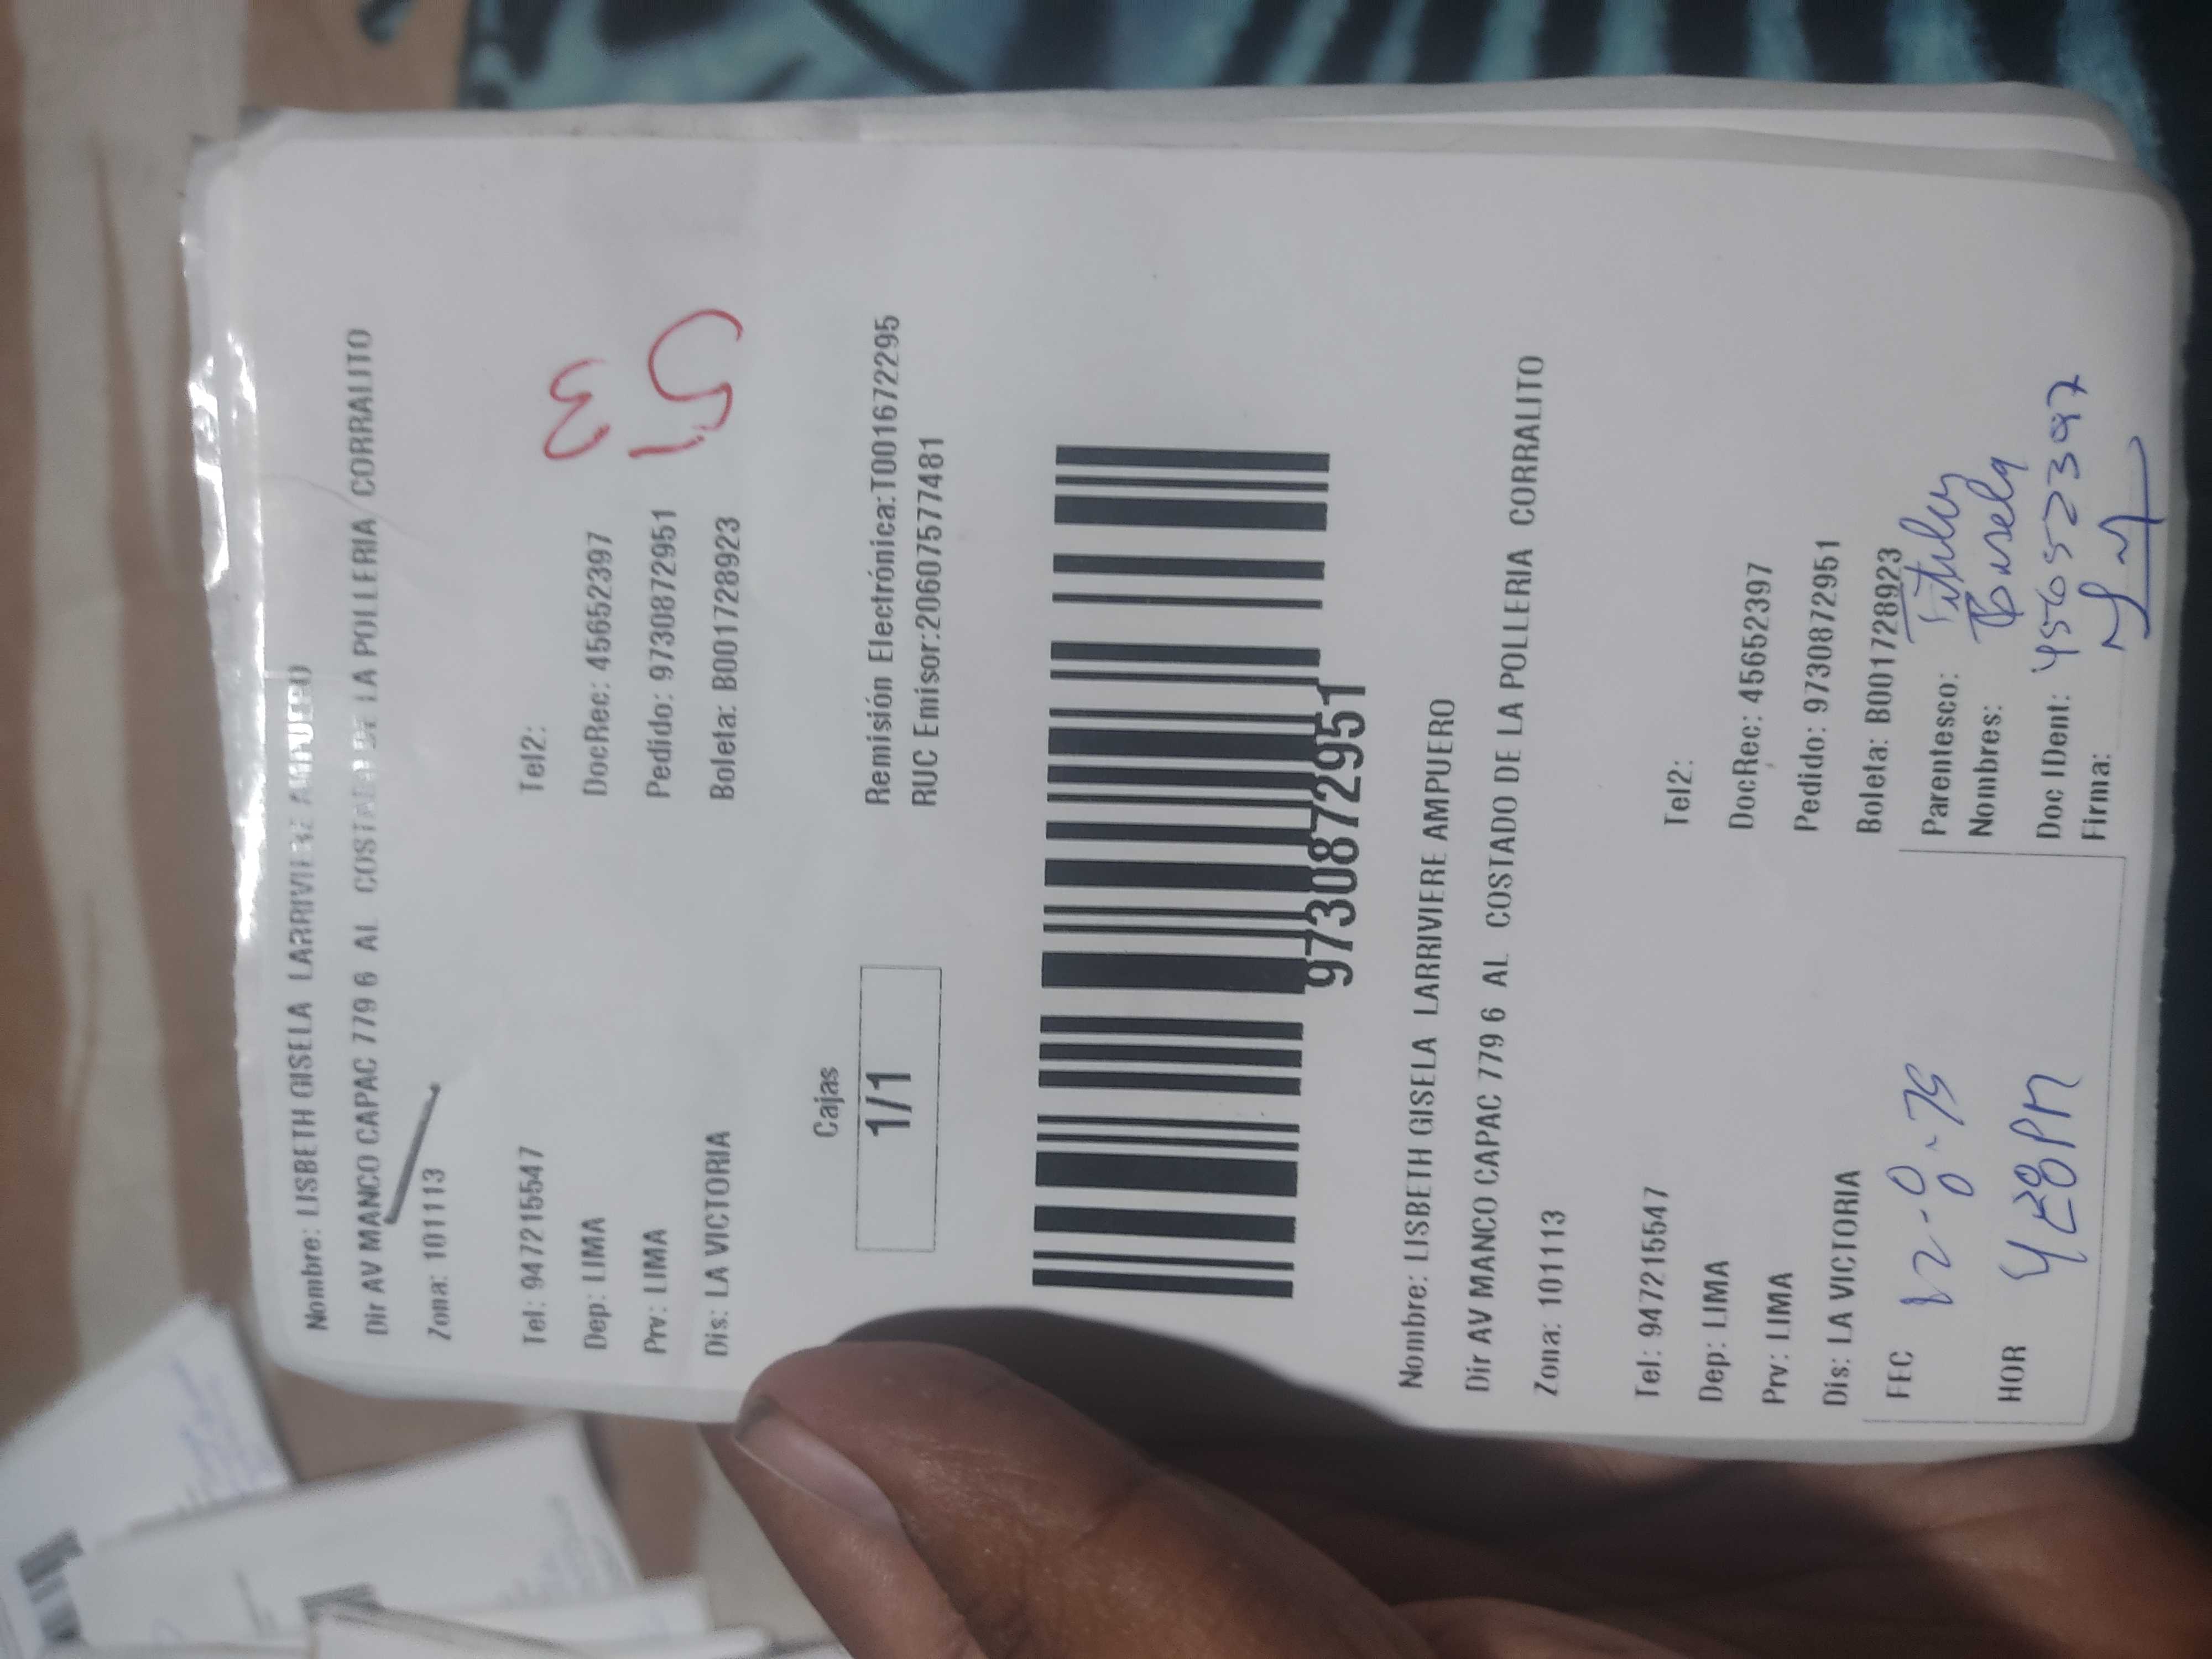 Nombre: LISBETH GISELA LARRIVIERE AMPUERO
Dir AV MANCO CAPAC 779 6 AL COSTADO DE LA POLLERIA CORRALITO
Zona: 101113
Tel: 947215547 Tel2:
Dep: LIMA DocRec: 45652397
Prv: LIMA Pedido: 9730872951
Dis: LA VICTORIA Boleta: B001728923
3
15
Cajas
1/1
Remisión Electrónica:T001672295
RUC Emisor:20607577481
9730872951
Nombre: LISBETH GISELA LARRIVIERE AMPUERO
Dir AV MANCO CAPAC 779 6 AL COSTADO DE LA POLLERIA CORRALITO
Zona: 101113
Tel: 947215547 Tel2:
Dep: LIMA DocRec: 45652397
Prv: LIMA Pedido: 9730872951
Dis: LA VICTORIA Boleta: B001728923
FEC
Parentesco: Titular
Nombres:
HOR
Doc IDent: 45652397
Firma: